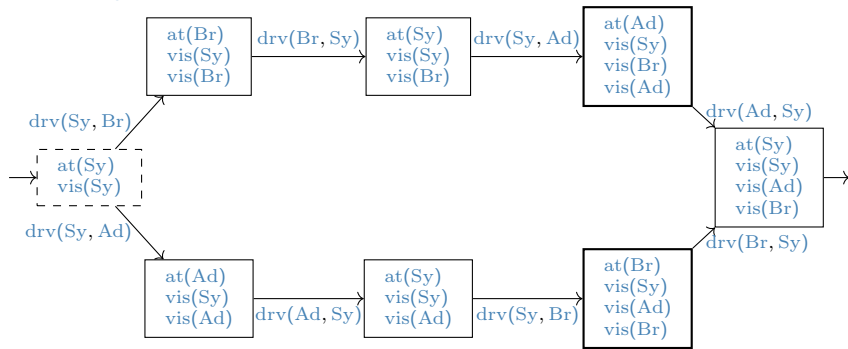 at(Br)
vis(Sy)
vis(Br)
drv(Br, Sy)
at(Sy)
vis(Sy)
vis(Br)
drv(Sy, Ad)
at(Ad)
vis(Sy)
vis(Br)
vis(Ad)
drv(Sy, Br)
drv(Ad, Sy)
at(Sy)
vis(Sy)
at(Sy)
vis(Sy)
vis(Ad)
vis(Br)
drv(Sy, Ad)
drv(Br, Sy)
at(Ad)
vis(Sy)
vis(Ad)
drv(Ad, Sy)
at(Sy)
vis(Sy)
vis(Ad)
drv(Sy, Br)
at(Br)
vis(Sy)
vis(Ad)
vis(Br)